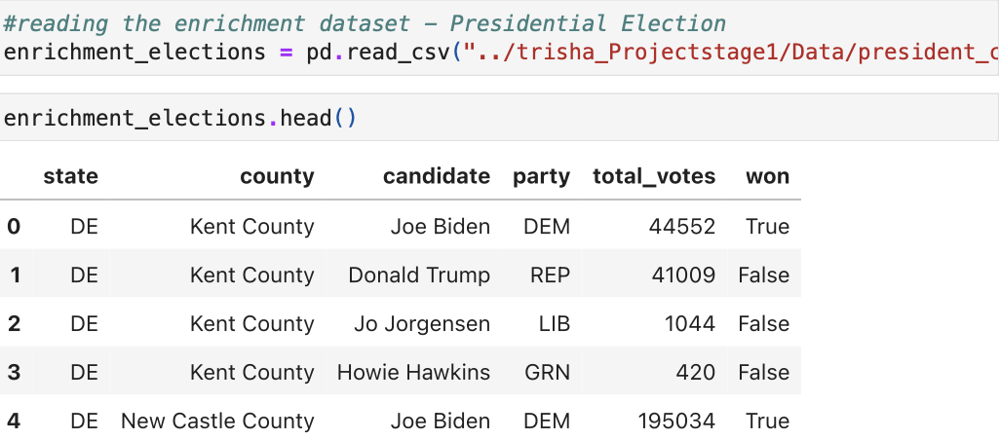 #reading the enrichment dataset – Presidential Election
enrichment_elections = pd.read_csv("../trisha_Projectstage1/Data/president_c
enrichment_elections.head()
state county candidate party total_votes won
0 DE Kent County Joe Biden DEM 44552 True
1 DE Kent County Donald Trump REP 41009 False
2 DE Kent County Jo Jorgensen LIB 1044 False
3 DE Kent County Howie Hawkins GRN 420 False
4 DE New Castle County Joe Biden DEM 195034 True